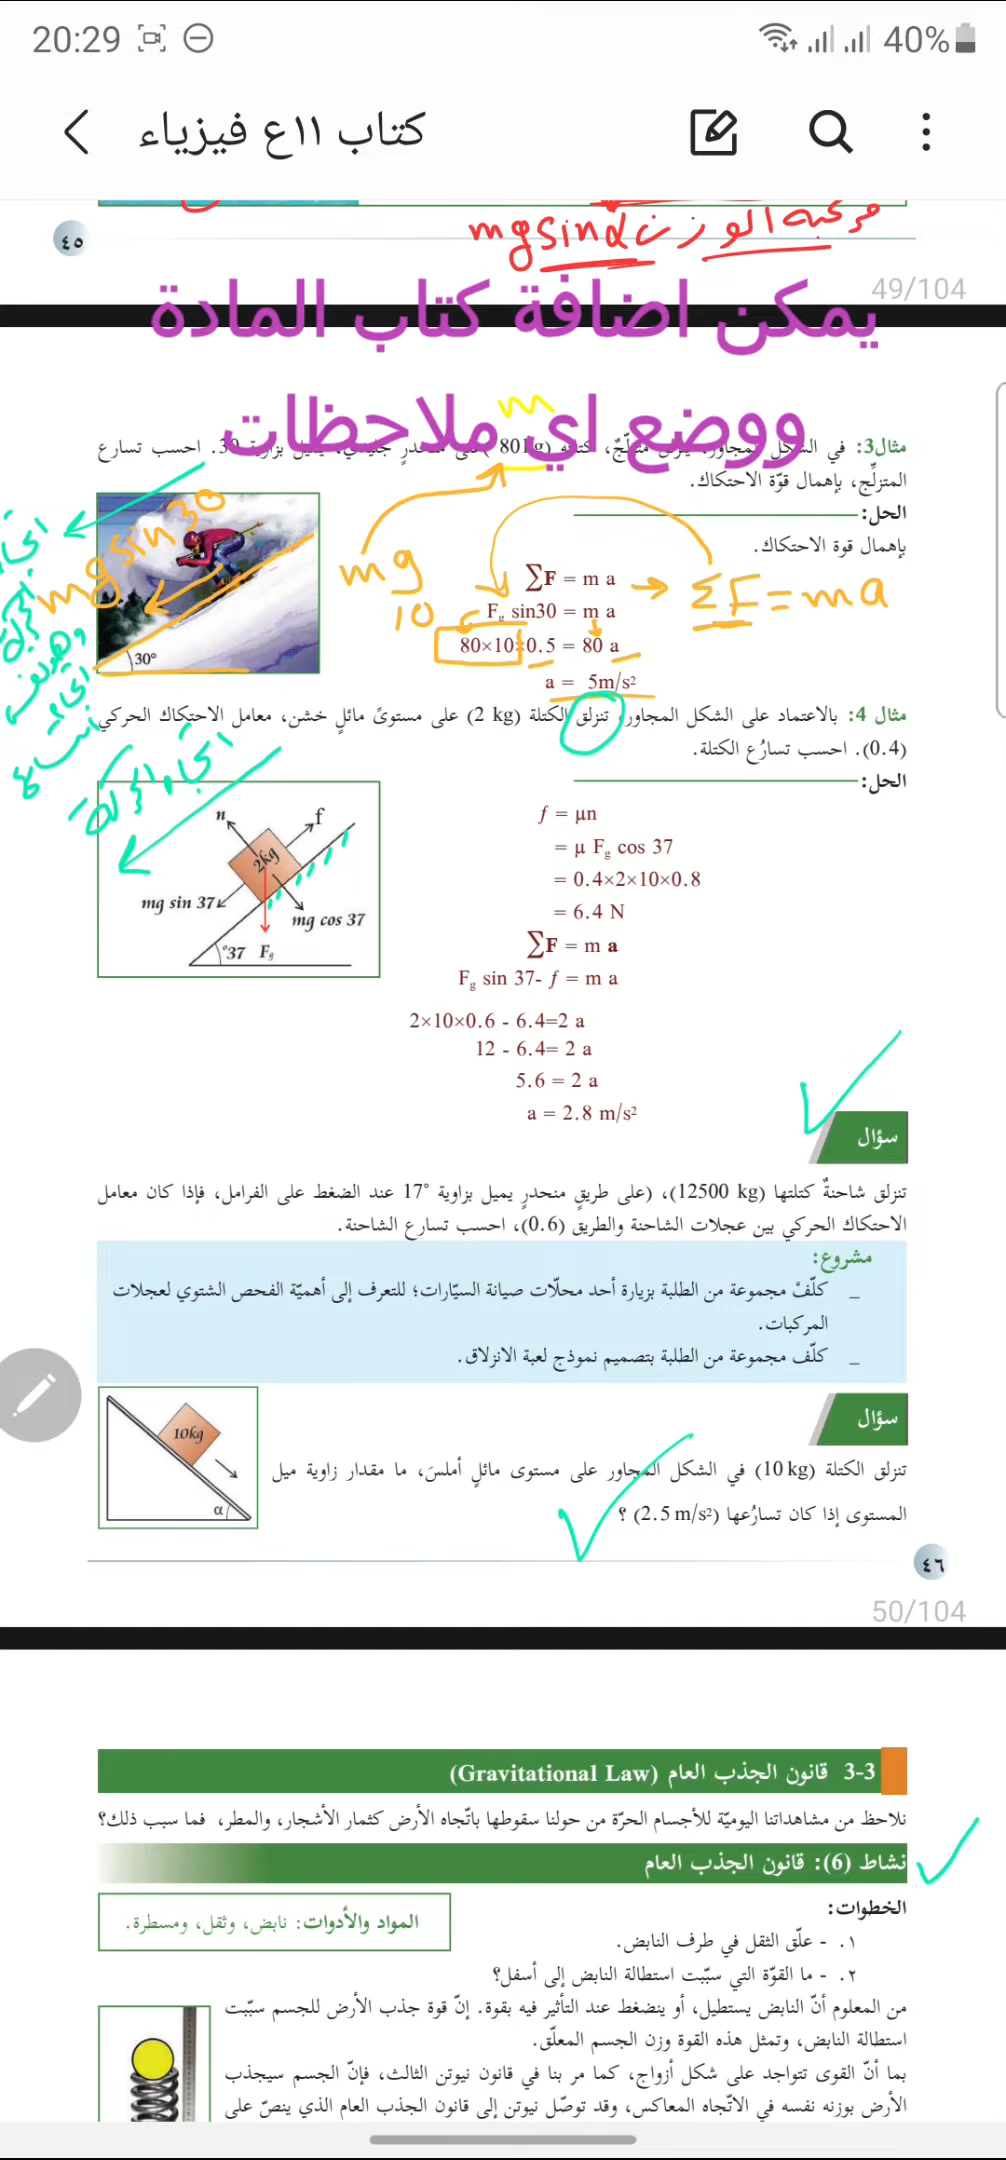 20:29
40%
كتاب ١١ع فيزياء
مركبة الوزن mg sin α
٤٥
49/104
يمكن اضافة كتاب المادة
ووضع اي ملاحظات
m
مثال3: في الشكل المجاور، ينزلق متزلّجٌ، كتلته (80 kg) على منحدرٍ جليدي، يميل بزاوية 30. احسب تسارع
المتزلّج، بإهمال قوّة الاحتكاك.
الحل:
بإهمال قوة الاحتكاك.
mg sin 30
30°
mg
10
∑F = m a
ΣF = ma
Fg sin30 = m a
80×10×0.5 = 80 a
a = 5m/s²
مثال 4: بالاعتماد على الشكل المجاور، تنزلق الكتلة (2 kg) على مستوىً مائلٍ خشن، معامل الاحتكاك الحركي
(0.4). احسب تسارُع الكتلة.
الحل:
n
f
2kg
mg sin 37
mg cos 37
37°
Fg
f = μn
= μ Fg cos 37
= 0.4×2×10×0.8
= 6.4 N
∑F = m a
Fg sin 37- f = m a
2×10×0.6 - 6.4=2 a
12 - 6.4= 2 a
5.6 = 2 a
a = 2.8 m/s²
سؤال
تنزلق شاحنةٌ كتلتها (12500 kg)، (على طريقٍ منحدرٍ يميل بزاوية 17° عند الضغط على الفرامل، فإذا كان معامل
الاحتكاك الحركي بين عجلات الشاحنة والطريق (0.6)، احسب تسارع الشاحنة.
مشروع:
_ كلّفْ مجموعة من الطلبة بزيارة أحد محلّات صيانة السيّارات؛ للتعرف إلى أهميّة الفحص الشتوي لعجلات
المركبات.
_ كلّف مجموعة من الطلبة بتصميم نموذج لعبة الانزلاق.
سؤال
10kg
α
تنزلق الكتلة (10 kg) في الشكل المجاور على مستوى مائلٍ أملسَ، ما مقدار زاوية ميل
المستوى إذا كان تسارُعها (2.5 m/s²) ؟
٤٦
50/104
3-3 قانون الجذب العام (Gravitational Law)
نلاحظ من مشاهداتنا اليوميّة للأجسام الحرّة من حولنا سقوطها باتّجاه الأرض كثمار الأشجار، والمطر، فما سبب ذلك؟
نشاط (6): قانون الجذب العام
الخطوات:
المواد والأدوات: نابض، وثقل، ومسطرة.
١. - علّق الثقل في طرف النابض.
٢. - ما القوّة التي سبّبت استطالة النابض إلى أسفل؟
من المعلوم أنّ النابض يستطيل، أو ينضغط عند التأثير فيه بقوة. إنّ قوة جذب الأرض للجسم سبّبت
استطالة النابض، وتمثل هذه القوة وزن الجسم المعلّق.
بما أنّ القوى تتواجد على شكل أزواج، كما مر بنا في قانون نيوتن الثالث، فإنّ الجسم سيجذب
الأرض بوزنه نفسه في الاتّجاه المعاكس، وقد توصّل نيوتن إلى قانون الجذب العام الذي ينصّ على